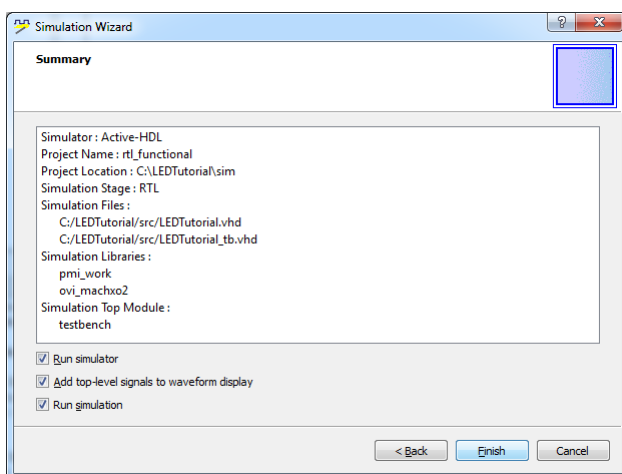 Simulation Wizard
?
X
Summary
Simulator : Active-HDL
Project Name : rtl_functional
Project Location : C:\LEDTutorial\sim
Simulation Stage : RTL
Simulation Files :
C:/LEDTutorial/src/LEDTutorial.vhd
C:/LEDTutorial/src/LEDTutorial_tb.vhd
Simulation Libraries :
pmi_work
ovi_machxo2
Simulation Top Module :
testbench
Run simulator
Add top-level signals to waveform display
Run simulation
< Back
Finish
Cancel